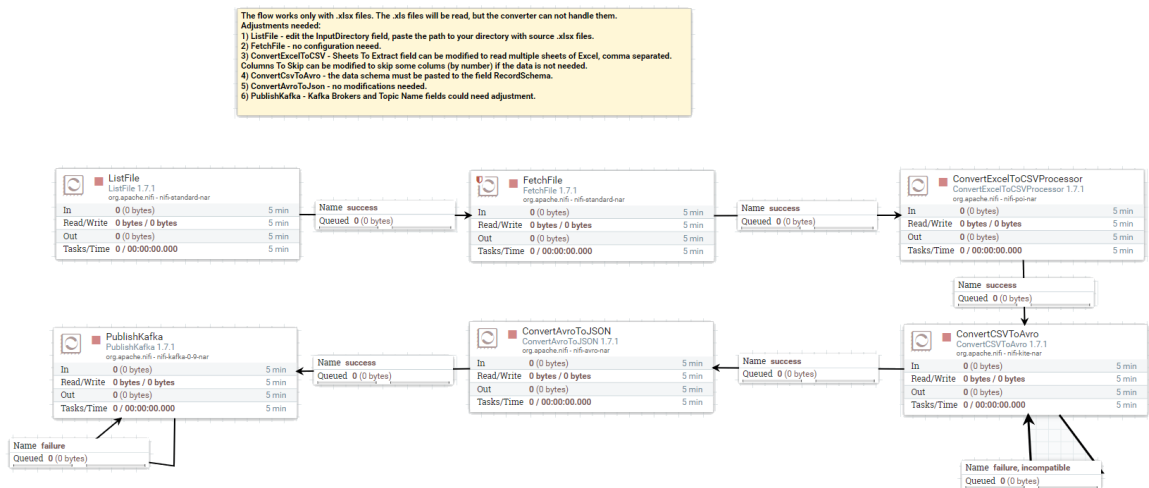 The flow works only with .xlsx files. The .xls files will be read, but the converter can not handle them.
Adjustments needed:
1) ListFile - edit the InputDirectory field, paste the path to your directory with source .xlsx files.
2) FetchFile - no configuration neeed.
3) ConvertExcelToCSV - Sheets To Extract field can be modified to read multiple sheets of Excel, comma separated.
Columns To Skip can be modified to skip some colums (by number) if the data is not needed.
4) ConvertCsvToAvro - the data schema must be pasted to the field RecordSchema.
5) ConvertAvroToJson - no modifications needed.
6) PublishKafka - Kafka Brokers and Topic Name fields could need adjustment.
ListFile
ListFile 1.7.1
org.apache.nifi - nifi-standard-nar
In 0 (0 bytes) 5 min
Read/Write 0 bytes / 0 bytes 5 min
Out 0 (0 bytes) 5 min
Tasks/Time 0 / 00:00:00.000 5 min
Name success
Queued 0 (0 bytes)
FetchFile
FetchFile 1.7.1
org.apache.nifi - nifi-standard-nar
In 0 (0 bytes) 5 min
Read/Write 0 bytes / 0 bytes 5 min
Out 0 (0 bytes) 5 min
Tasks/Time 0 / 00:00:00.000 5 min
Name success
Queued 0 (0 bytes)
ConvertExcelToCSVProcessor
ConvertExcelToCSVProcessor 1.7.1
org.apache.nifi - nifi-poi-nar
In 0 (0 bytes) 5 min
Read/Write 0 bytes / 0 bytes 5 min
Out 0 (0 bytes) 5 min
Tasks/Time 0 / 00:00:00.000 5 min
Name success
Queued 0 (0 bytes)
ConvertCSVToAvro
ConvertCSVToAvro 1.7.1
org.apache.nifi - nifi-kite-nar
In 0 (0 bytes) 5 min
Read/Write 0 bytes / 0 bytes 5 min
Out 0 (0 bytes) 5 min
Tasks/Time 0 / 00:00:00.000 5 min
Name failure, incompatible
Queued 0 (0 bytes)
Name success
Queued 0 (0 bytes)
ConvertAvroToJSON
ConvertAvroToJSON 1.7.1
org.apache.nifi - nifi-avro-nar
In 0 (0 bytes) 5 min
Read/Write 0 bytes / 0 bytes 5 min
Out 0 (0 bytes) 5 min
Tasks/Time 0 / 00:00:00.000 5 min
Name success
Queued 0 (0 bytes)
PublishKafka
PublishKafka 1.7.1
org.apache.nifi - nifi-kafka-0-9-nar
In 0 (0 bytes) 5 min
Read/Write 0 bytes / 0 bytes 5 min
Out 0 (0 bytes) 5 min
Tasks/Time 0 / 00:00:00.000 5 min
Name failure
Queued 0 (0 bytes)